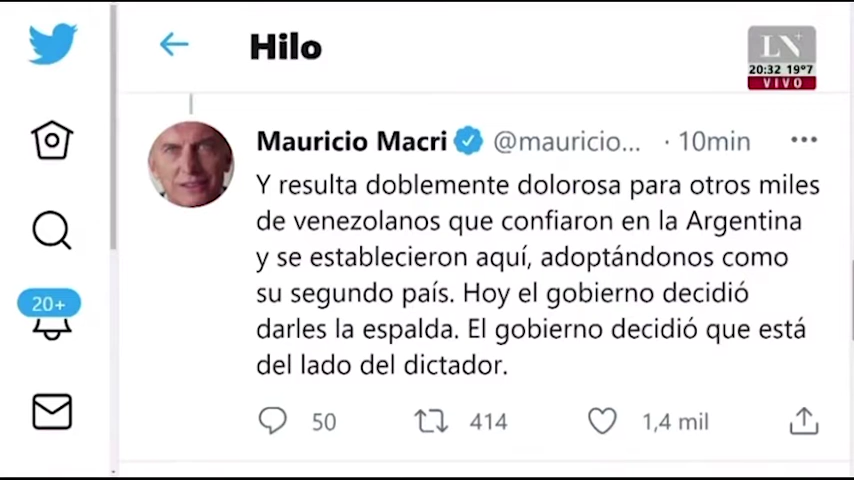 Hilo
LN+
20:32 19°7
VIVO
Mauricio Macri @mauricio... · 10min
Y resulta doblemente dolorosa para otros miles
de venezolanos que confiaron en la Argentina
y se establecieron aquí, adoptándonos como
su segundo país. Hoy el gobierno decidió
darles la espalda. El gobierno decidió que está
del lado del dictador.
20+
50 414 1,4 mil